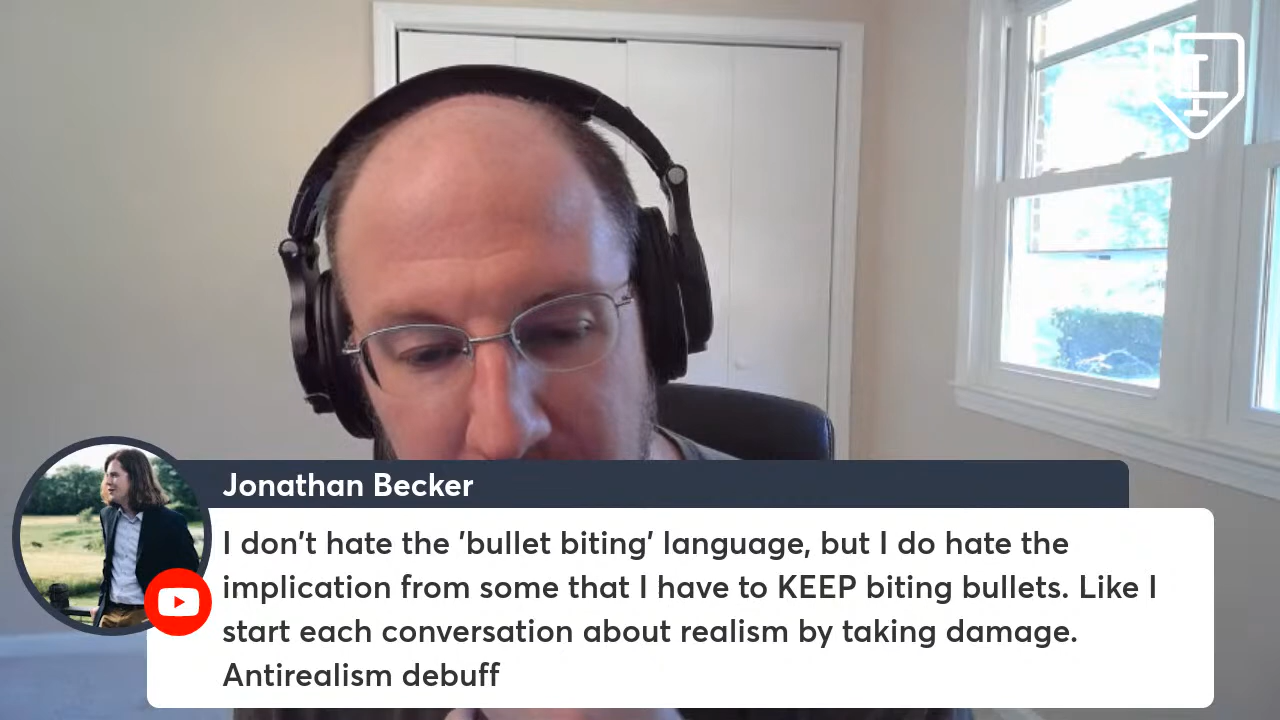 Jonathan Becker
I don't hate the 'bullet biting' language, but I do hate the
implication from some that I have to KEEP biting bullets. Like I
start each conversation about realism by taking damage.
Antirealism debuff